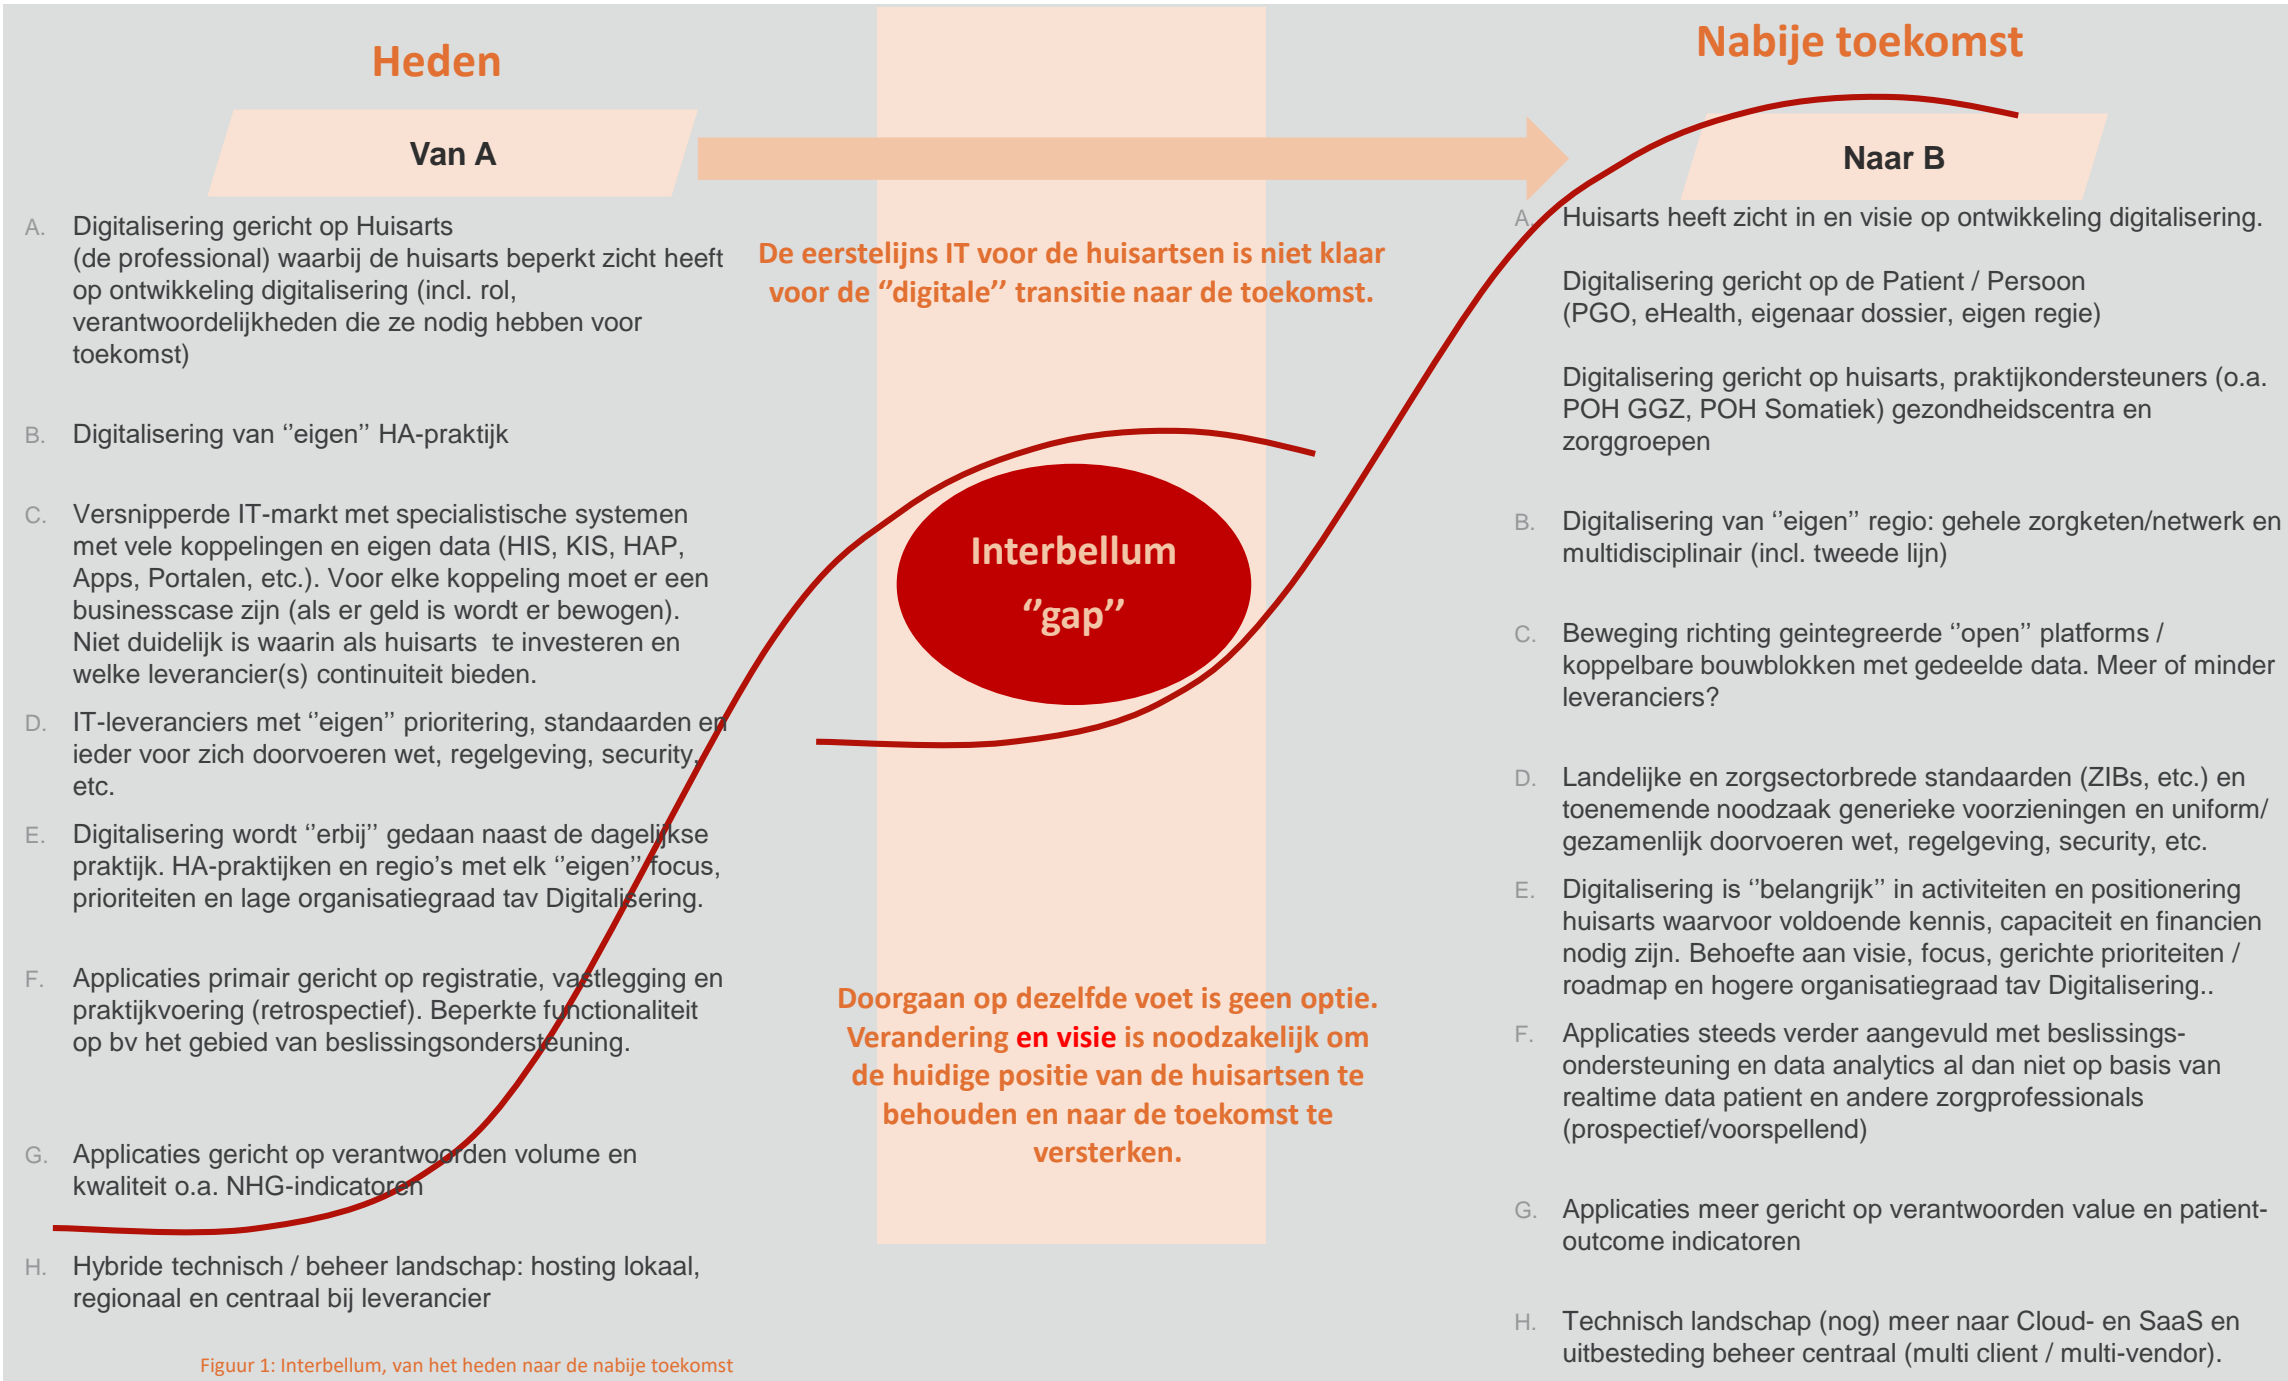 Heden
Van A
A. Digitalisering gericht op Huisarts
(de professional) waarbij de huisarts beperkt zicht heeft
op ontwikkeling digitalisering (incl. rol,
verantwoordelijkheden die ze nodig hebben voor
toekomst)
B. Digitalisering van ‘’eigen’’ HA-praktijk
C. Versnipperde IT-markt met specialistische systemen
met vele koppelingen en eigen data (HIS, KIS, HAP,
Apps, Portalen, etc.). Voor elke koppeling moet er een
businesscase zijn (als er geld is wordt er bewogen).
Niet duidelijk is waarin als huisarts  te investeren en
welke leverancier(s) continuiteit bieden.
D. IT-leveranciers met ‘’eigen’’ prioritering, standaarden en
ieder voor zich doorvoeren wet, regelgeving, security,
etc.
E. Digitalisering wordt ‘’erbij’’ gedaan naast de dagelijkse
praktijk. HA-praktijken en regio’s met elk ‘’eigen’’ focus,
prioriteiten en lage organisatiegraad tav Digitalisering.
F. Applicaties primair gericht op registratie, vastlegging en
praktijkvoering (retrospectief). Beperkte functionaliteit
op bv het gebied van beslissingsondersteuning.
G. Applicaties gericht op verantwoorden volume en
kwaliteit o.a. NHG-indicatoren
H. Hybride technisch / beheer landschap: hosting lokaal,
regionaal en centraal bij leverancier
Figuur 1: Interbellum, van het heden naar de nabije toekomst
De eerstelijns IT voor de huisartsen is niet klaar
voor de ‘’digitale’’ transitie naar de toekomst.
Interbellum
‘’gap’’
Doorgaan op dezelfde voet is geen optie.
Verandering en visie is noodzakelijk om
de huidige positie van de huisartsen te
behouden en naar de toekomst te
versterken.
Nabije toekomst
Naar B
A. Huisarts heeft zicht in en visie op ontwikkeling digitalisering.
Digitalisering gericht op de Patient / Persoon
(PGO, eHealth, eigenaar dossier, eigen regie)
Digitalisering gericht op huisarts, praktijkondersteuners (o.a.
POH GGZ, POH Somatiek) gezondheidscentra en
zorggroepen
B. Digitalisering van ‘’eigen’’ regio: gehele zorgketen/netwerk en
multidisciplinair (incl. tweede lijn)
C. Beweging richting geintegreerde ‘’open’’ platforms /
koppelbare bouwblokken met gedeelde data. Meer of minder
leveranciers?
D. Landelijke en zorgsectorbrede standaarden (ZIBs, etc.) en
toenemende noodzaak generieke voorzieningen en uniform/
gezamenlijk doorvoeren wet, regelgeving, security, etc.
E. Digitalisering is ‘’belangrijk’’ in activiteiten en positionering
huisarts waarvoor voldoende kennis, capaciteit en financien
nodig zijn. Behoefte aan visie, focus, gerichte prioriteiten /
roadmap en hogere organisatiegraad tav Digitalisering..
F. Applicaties steeds verder aangevuld met beslissings-
ondersteuning en data analytics al dan niet op basis van
realtime data patient en andere zorgprofessionals
(prospectief/voorspellend)
G. Applicaties meer gericht op verantwoorden value en patient-
outcome indicatoren
H. Technisch landschap (nog) meer naar Cloud- en SaaS en
uitbesteding beheer centraal (multi client / multi-vendor).